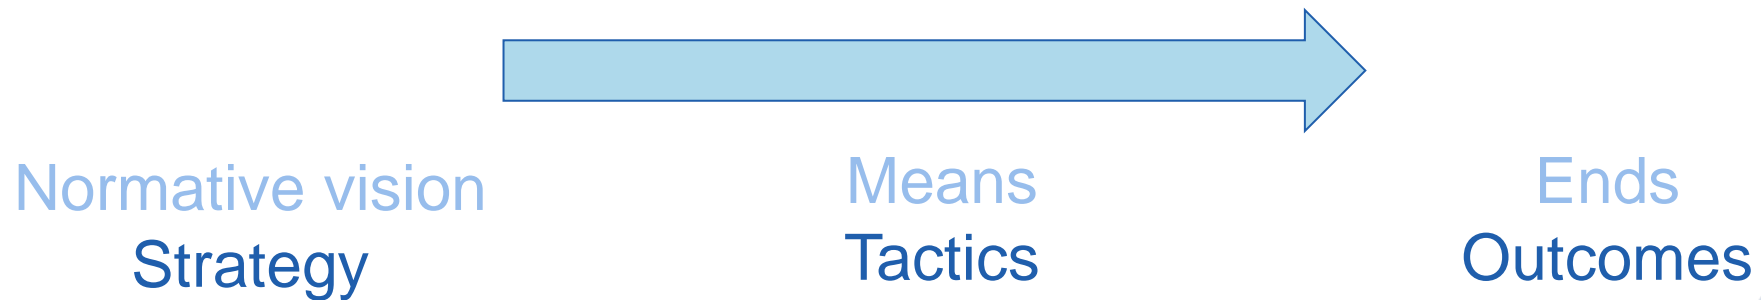 Normative vision
Strategy
Means
Tactics
Ends
Outcomes